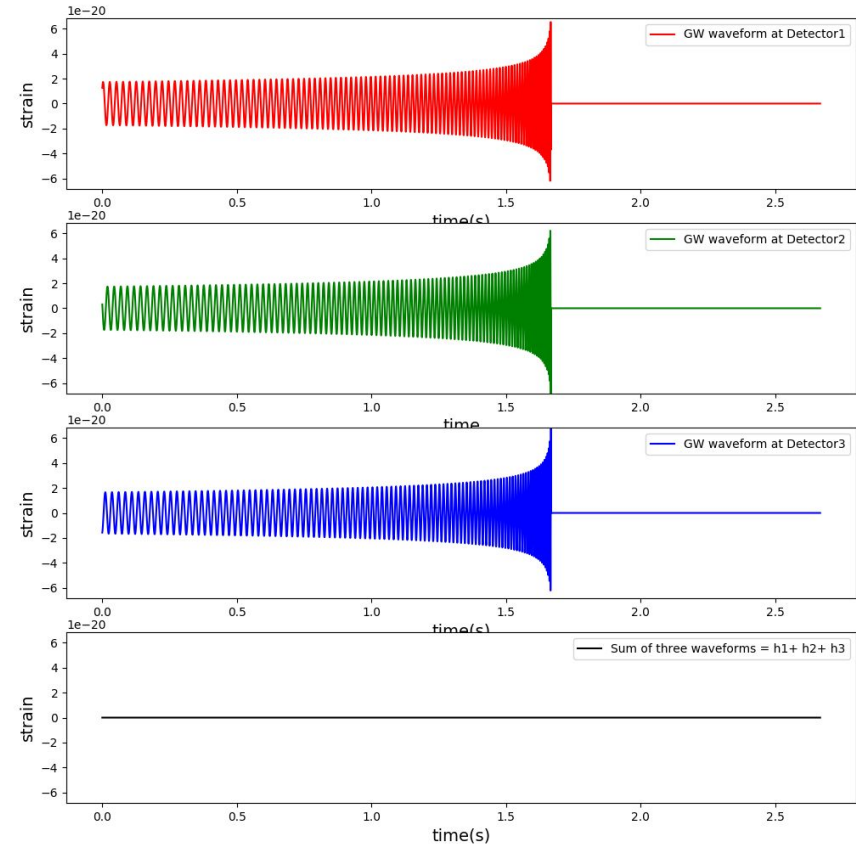 1e−20
GW waveform at Detector1
6
4
2
0
−2
−4
−6
strain
0.0 0.5 1.0 1.5 2.0 2.5
time(s)
1e−20
GW waveform at Detector2
6
4
2
0
−2
−4
−6
strain
0.0 0.5 1.0 1.5 2.0 2.5
time
1e−20
GW waveform at Detector3
6
4
2
0
−2
−4
−6
strain
0.0 0.5 1.0 1.5 2.0 2.5
time(s)
1e−20
Sum of three waveforms = h1+ h2+ h3
6
4
2
0
−2
−4
−6
strain
0.0 0.5 1.0 1.5 2.0 2.5
time(s)